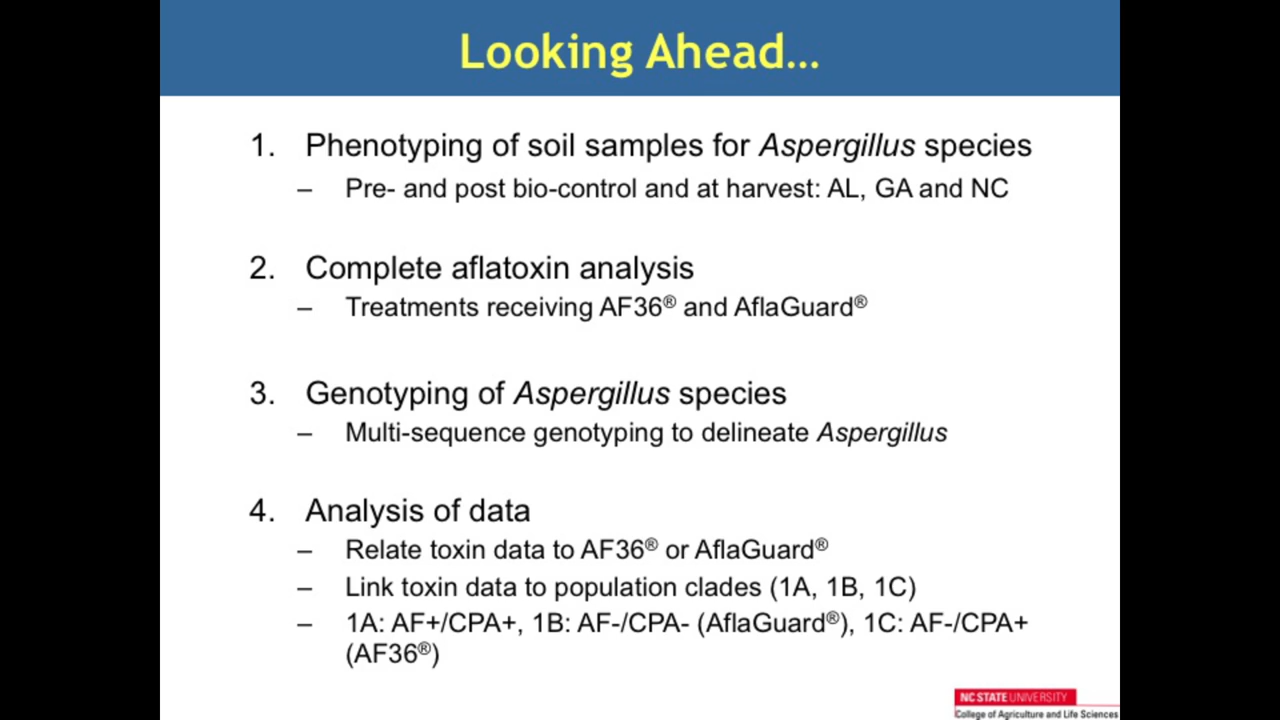 Looking Ahead...
1. Phenotyping of soil samples for Aspergillus species
– Pre- and post bio-control and at harvest: AL, GA and NC
2. Complete aflatoxin analysis
– Treatments receiving AF36® and AflaGuard®
3. Genotyping of Aspergillus species
– Multi-sequence genotyping to delineate Aspergillus
4. Analysis of data
– Relate toxin data to AF36® or AflaGuard®
– Link toxin data to population clades (1A, 1B, 1C)
– 1A: AF+/CPA+, 1B: AF-/CPA- (AflaGuard®), 1C: AF-/CPA+
(AF36®)
NC STATE UNIVERSITY
College of Agriculture and Life Sciences